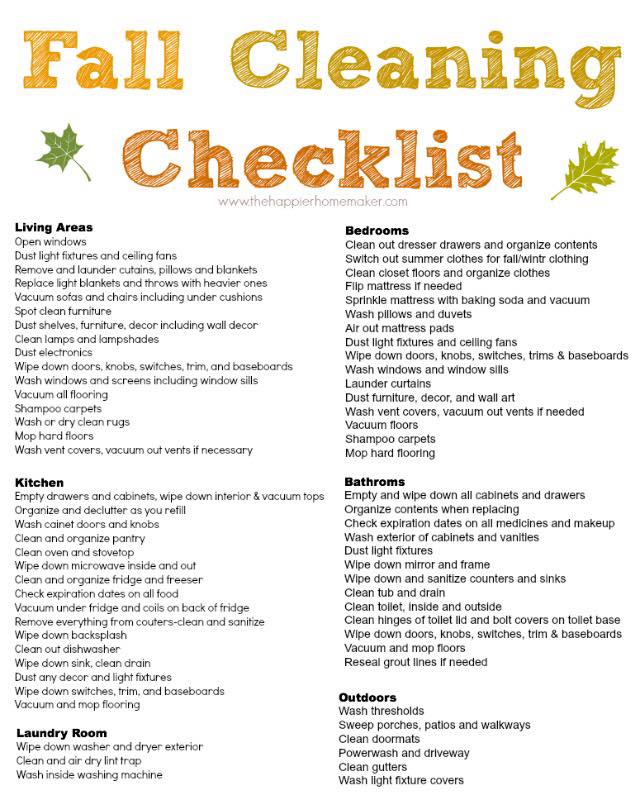 Fall Cleaning
Checklist
www.thehappierhomemaker.com
Living Areas
Open windows
Dust light fixtures and ceiling fans
Remove and launder cutains, pillows and blankets
Replace light blankets and throws with heavier ones
Vacuum sofas and chairs including under cushions
Spot clean furniture
Dust shelves, furniture, decor including wall decor
Clean lamps and lampshades
Dust electronics
Wipe down doors, knobs, switches, trim, and baseboards
Wash windows and screens including window sills
Vacuum all flooring
Shampoo carpets
Wash or dry clean rugs
Mop hard floors
Wash vent covers, vacuum out vents if necessary
Kitchen
Empty drawers and cabinets, wipe down interior & vacuum tops
Organize and declutter as you refill
Wash cainet doors and knobs
Clean and organize pantry
Clean oven and stovetop
Wipe down microwave inside and out
Clean and organize fridge and freeser
Check expiration dates on all food
Vacuum under fridge and coils on back of fridge
Remove everything from couters-clean and sanitize
Wipe down backsplash
Clean out dishwasher
Wipe down sink, clean drain
Dust any decor and light fixtures
Wipe down switches, trim, and baseboards
Vacuum and mop flooring
Laundry Room
Wipe down washer and dryer exterior
Clean and air dry lint trap
Wash inside washing machine
Bedrooms
Clean out dresser drawers and organize contents
Switch out summer clothes for fall/wintr clothing
Clean closet floors and organize clothes
Flip mattress if needed
Sprinkle mattress with baking soda and vacuum
Wash pillows and duvets
Air out mattress pads
Dust light fixtures and ceiling fans
Wipe down doors, knobs, switches, trims & baseboards
Wash windows and window sills
Launder curtains
Dust furniture, decor, and wall art
Wash vent covers, vacuum out vents if needed
Vacuum floors
Shampoo carpets
Mop hard flooring
Bathroms
Empty and wipe down all cabinets and drawers
Organize contents when replacing
Check expiration dates on all medicines and makeup
Wash exterior of cabinets and vanities
Dust light fixtures
Wipe down mirror and frame
Wipe down and sanitize counters and sinks
Clean tub and drain
Clean toilet, inside and outside
Clean hinges of toilet lid and bolt covers on toilet base
Wipe down doors, knobs, switches, trim & baseboards
Vacuum and mop floors
Reseal grout lines if needed
Outdoors
Wash thresholds
Sweep porches, patios and walkways
Clean doormats
Powerwash and driveway
Clean gutters
Wash light fixture covers